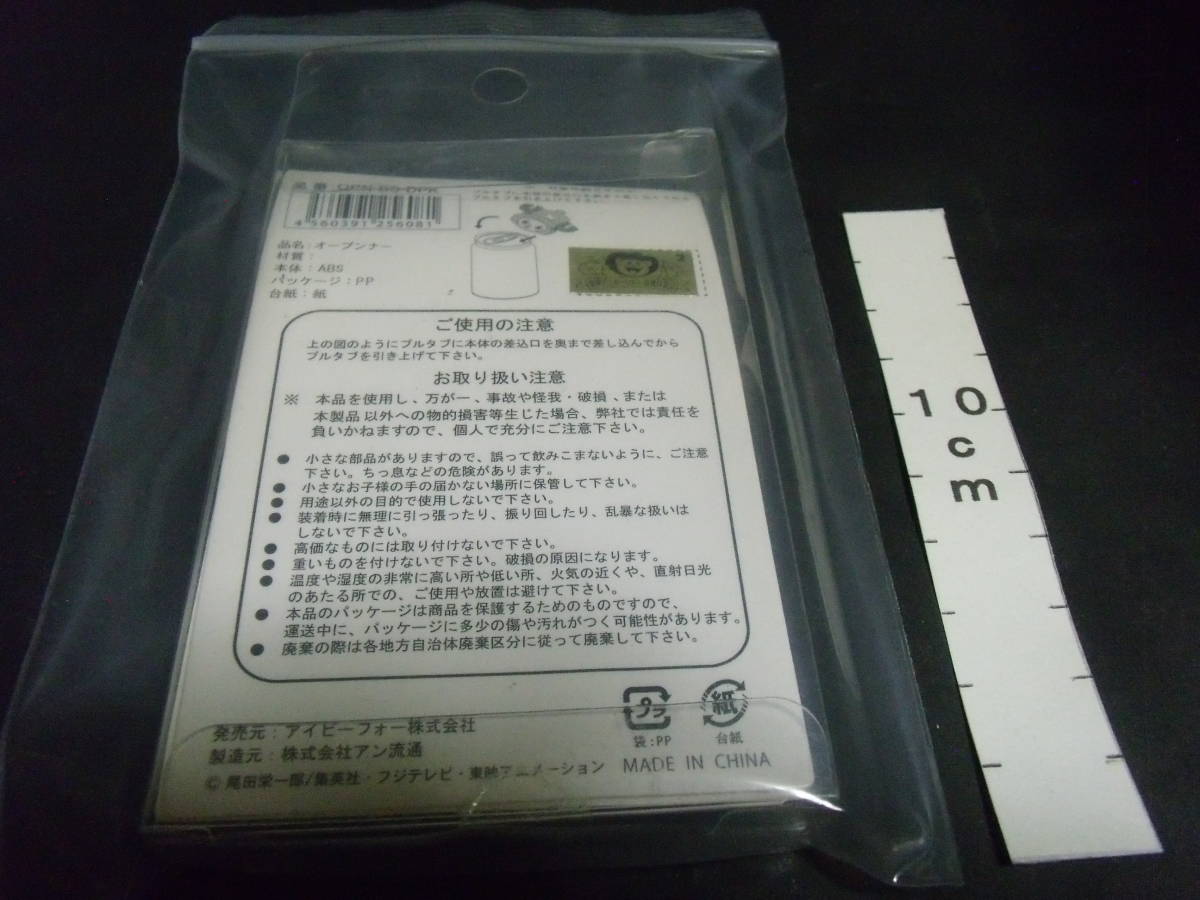 品番 OPN-BS-DPK
4 560391 256081
プルタブを引き上げて下さい。
品名：オープンナー
材質：
本体：ABS
パッケージ：PP
台紙：紙
ご使用の注意
上の図のようにプルタブに本体の差込口を奥まで差し込んでから
プルタブを引き上げて下さい。
お取り扱い注意
※ 本品を使用し、万が一、事故や怪我・破損、または
本製品以外への物的損害等生じた場合、弊社では責任を
負いかねますので、個人で充分にご注意下さい。
● 小さな部品がありますので、誤って飲みこまないように、ご注意
下さい。ちっ息などの危険があります。
● 小さなお子様の手の届かない場所に保管して下さい。
● 用途以外の目的で使用しないで下さい。
● 装着時に無理に引っ張ったり、振り回したり、乱暴な扱いは
しないで下さい。
● 高価なものには取り付けないで下さい。
● 重いものを付けないで下さい。破損の原因になります。
● 温度や湿度の非常に高い所や低い所、火気の近くや、直射日光
のあたる所での、ご使用や放置は避けて下さい。
● 本品のパッケージは商品を保護するためのものですので、
運送中に、パッケージに多少の傷や汚れがつく可能性があります。
● 廃棄の際は各地方自治体廃棄区分に従って廃棄して下さい。
発売元：アイピーフォー株式会社
製造元：株式会社アン流通
© 尾田栄一郎/集英社・フジテレビ・東映アニメーション
プラ
袋：PP
紙
台紙
MADE IN CHINA
10
cm